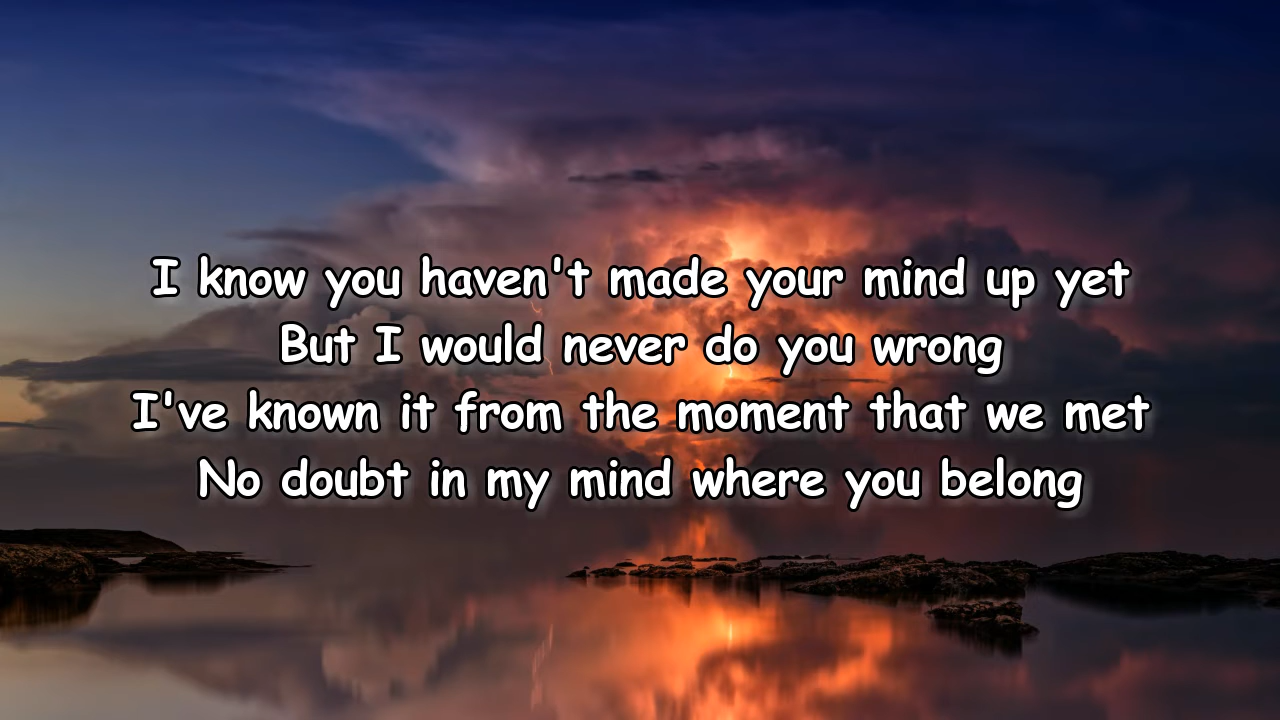 I know you haven't made your mind up yet
But I would never do you wrong
I've known it from the moment that we met
No doubt in my mind where you belong